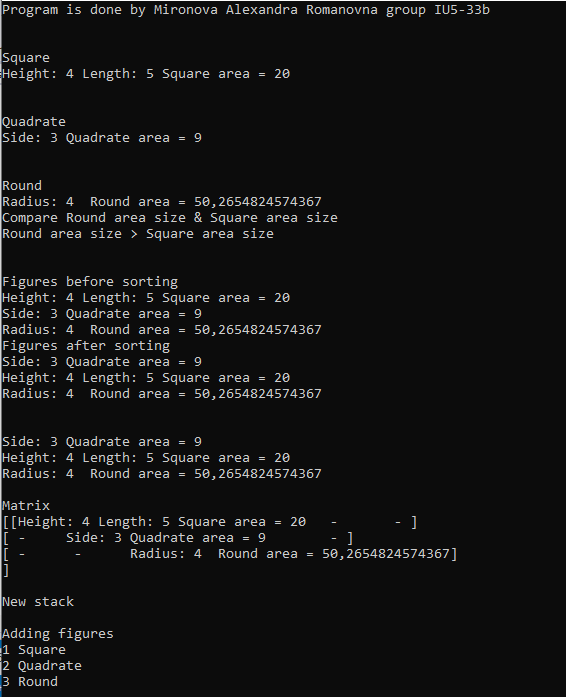 Program is done by Mironova Alexandra Romanovna group IU5-33b
Square
Height: 4 Length: 5 Square area = 20
Quadrate
Side: 3 Quadrate area = 9
Round
Radius: 4  Round area = 50,2654824574367
Compare Round area size & Square area size
Round area size > Square area size
Figures before sorting
Height: 4 Length: 5 Square area = 20
Side: 3 Quadrate area = 9
Radius: 4  Round area = 50,2654824574367
Figures after sorting
Side: 3 Quadrate area = 9
Height: 4 Length: 5 Square area = 20
Radius: 4  Round area = 50,2654824574367
Side: 3 Quadrate area = 9
Height: 4 Length: 5 Square area = 20
Radius: 4  Round area = 50,2654824574367
Matrix
[[Height: 4 Length: 5 Square area = 20   -       - ]
[ -     Side: 3 Quadrate area = 9        - ]
[ -      -      Radius: 4  Round area = 50,2654824574367]
]
New stack
Adding figures
1 Square
2 Quadrate
3 Round